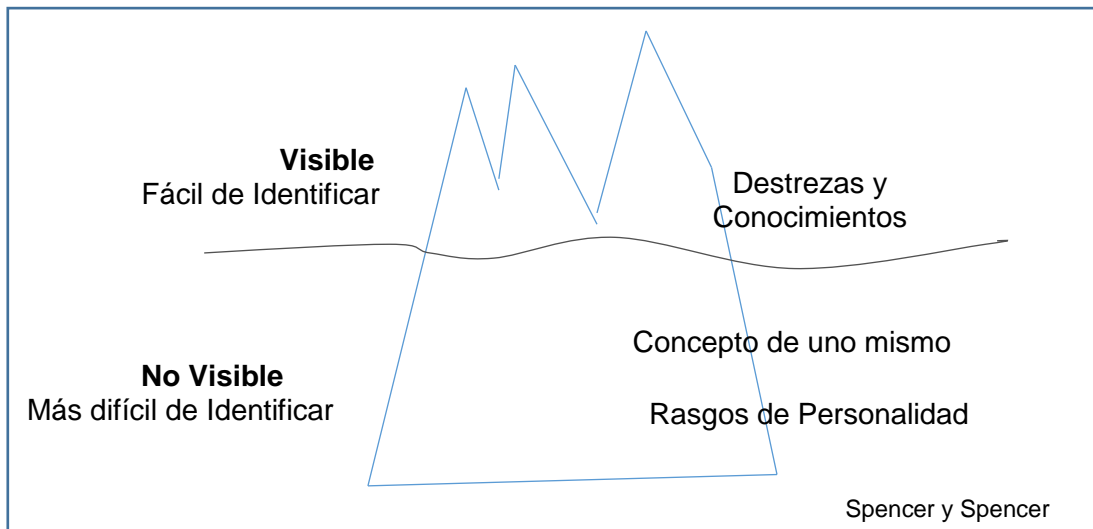 Visible
Fácil de Identificar
Destrezas y
Conocimientos
No Visible
Más difícil de Identificar
Concepto de uno mismo
Rasgos de Personalidad
Spencer y Spencer